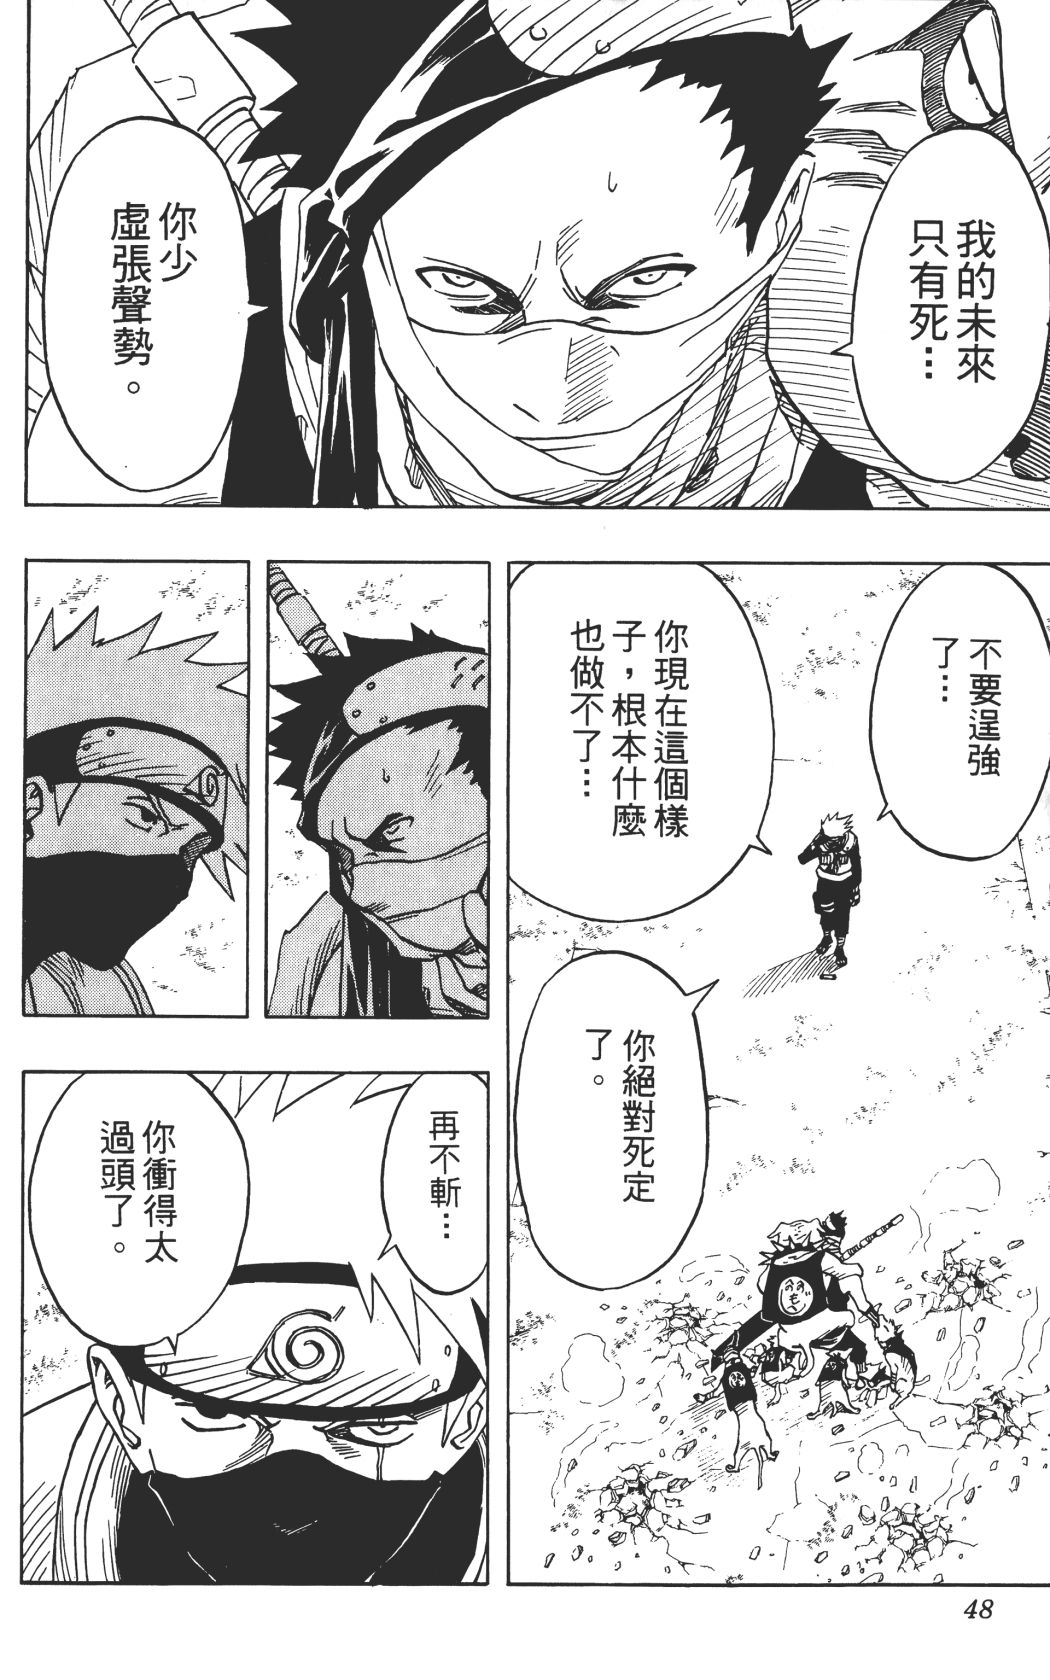 我的未來
只有死…
你少
虛張聲勢。
不要逞強
了…
你現在這個樣
子，根本什麼
也做不了…
你絕對死定
了。
再不斬…
你衝得太
過頭了。
48